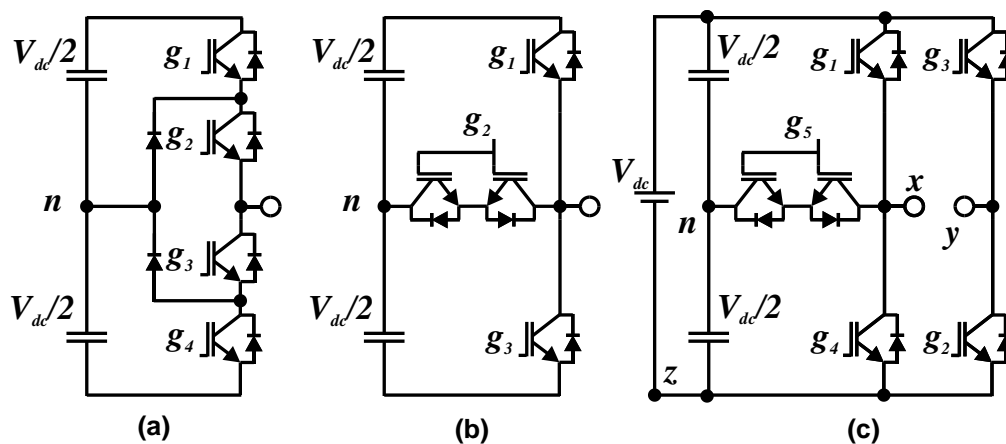 V_dc/2
g_1
g_2
n
g_3
V_dc/2
g_4
(a)
V_dc/2
g_1
g_2
n
V_dc/2
g_3
(b)
V_dc/2
g_1
g_3
g_5
V_dc
x
n
y
V_dc/2
z
g_4
g_2
(c)